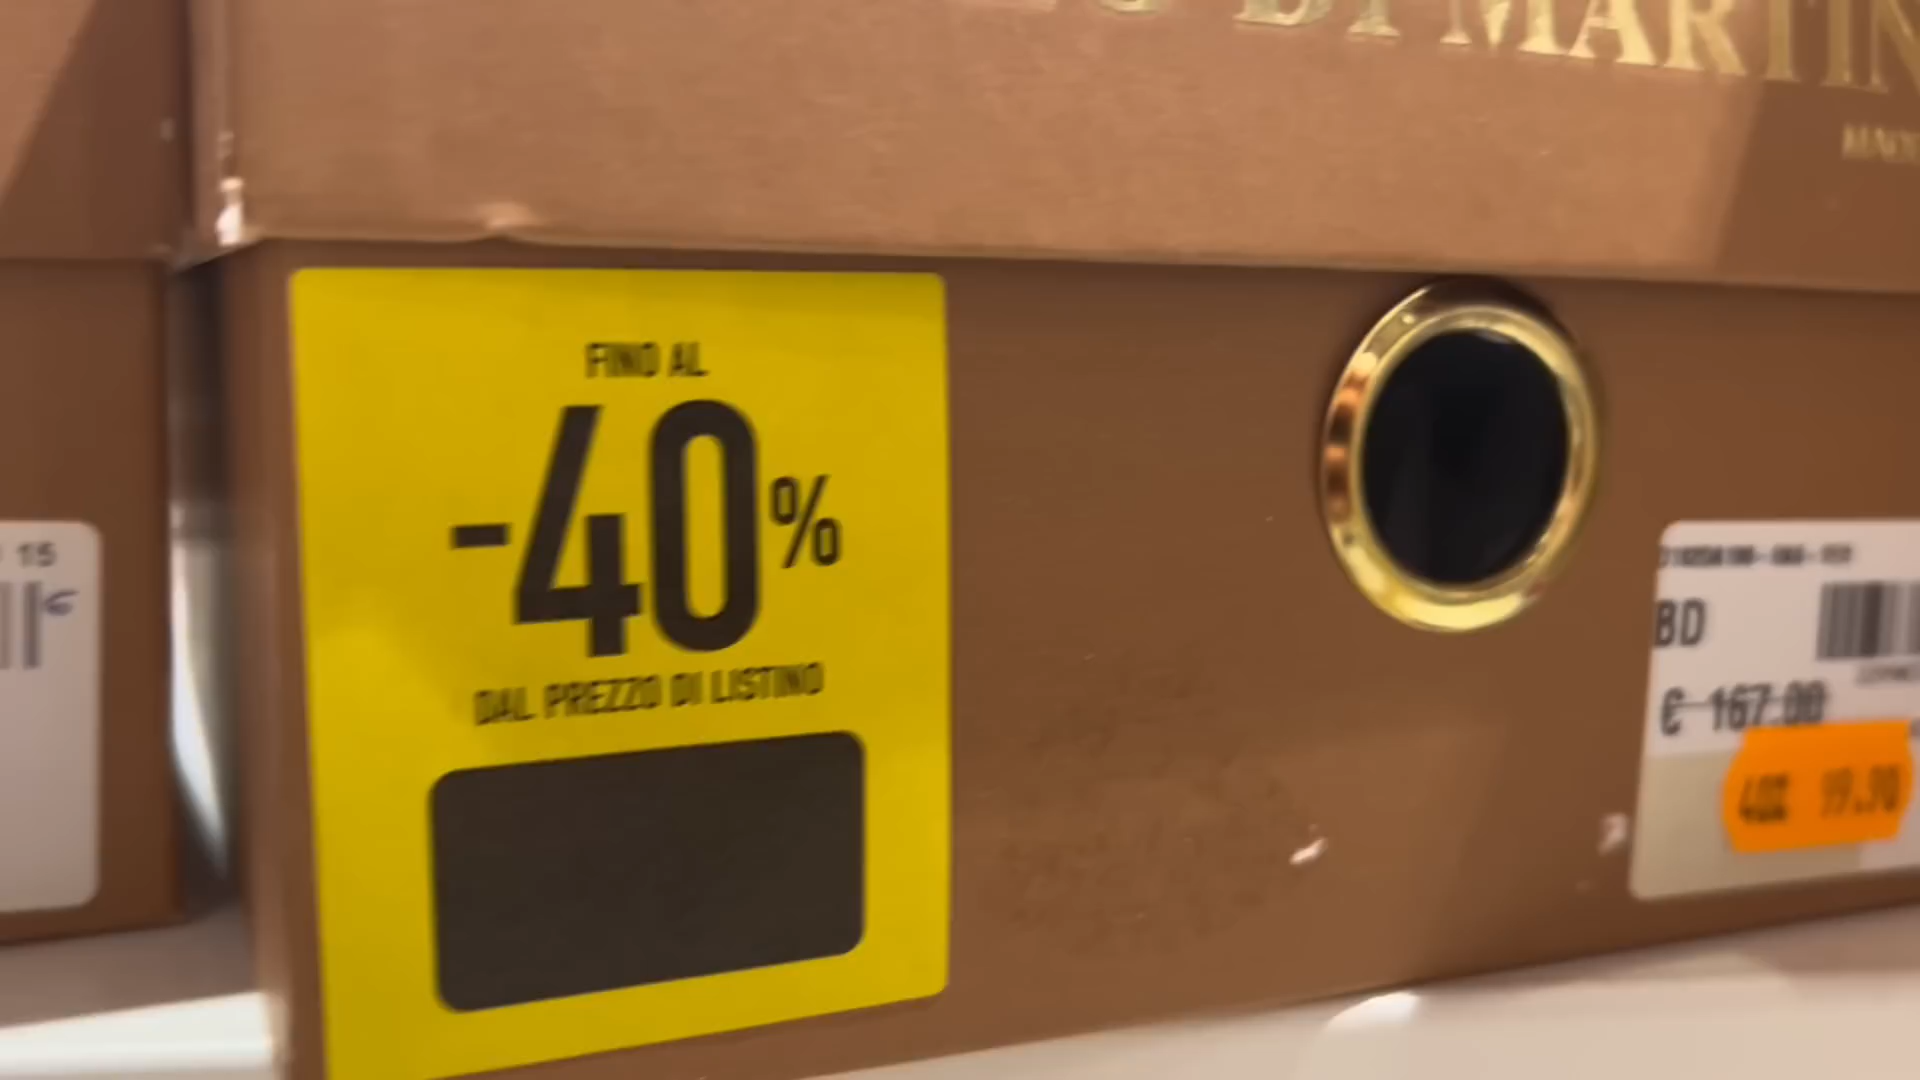 DI MARTIN
FINO AL
-40%
DAL PREZZO DI LISTINO
15
BD
€ 167.00
40%